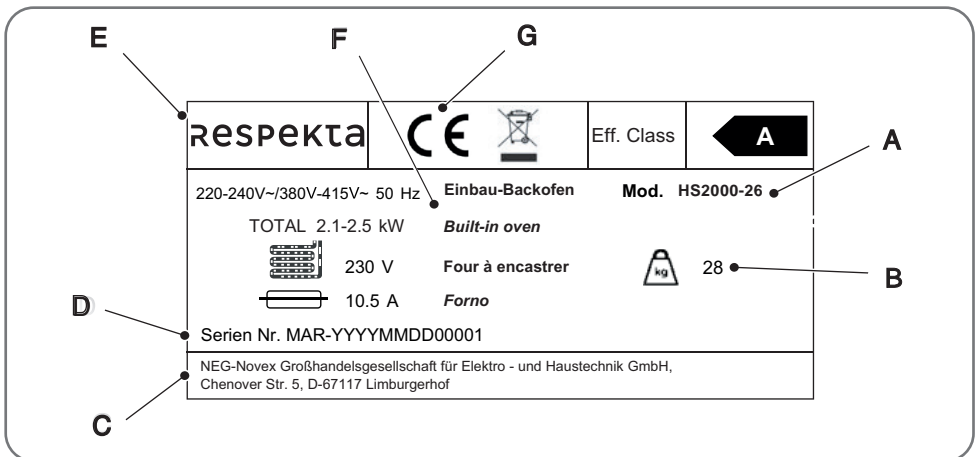 E
F
G
Respekta
CE
Eff. Class
A
A
220-240V~/380V-415V~ 50 Hz
Einbau-Backofen
Mod. HS2000-26
TOTAL 2.1-2.5 kW
Built-in oven
230 V
Four à encastrer
kg
28
B
10.5 A
Forno
D
Serien Nr. MAR-YYYYMMDD00001
NEG-Novex Großhandelsgesellschaft für Elektro - und Haustechnik GmbH,
Chenover Str. 5, D-67117 Limburgerhof
C